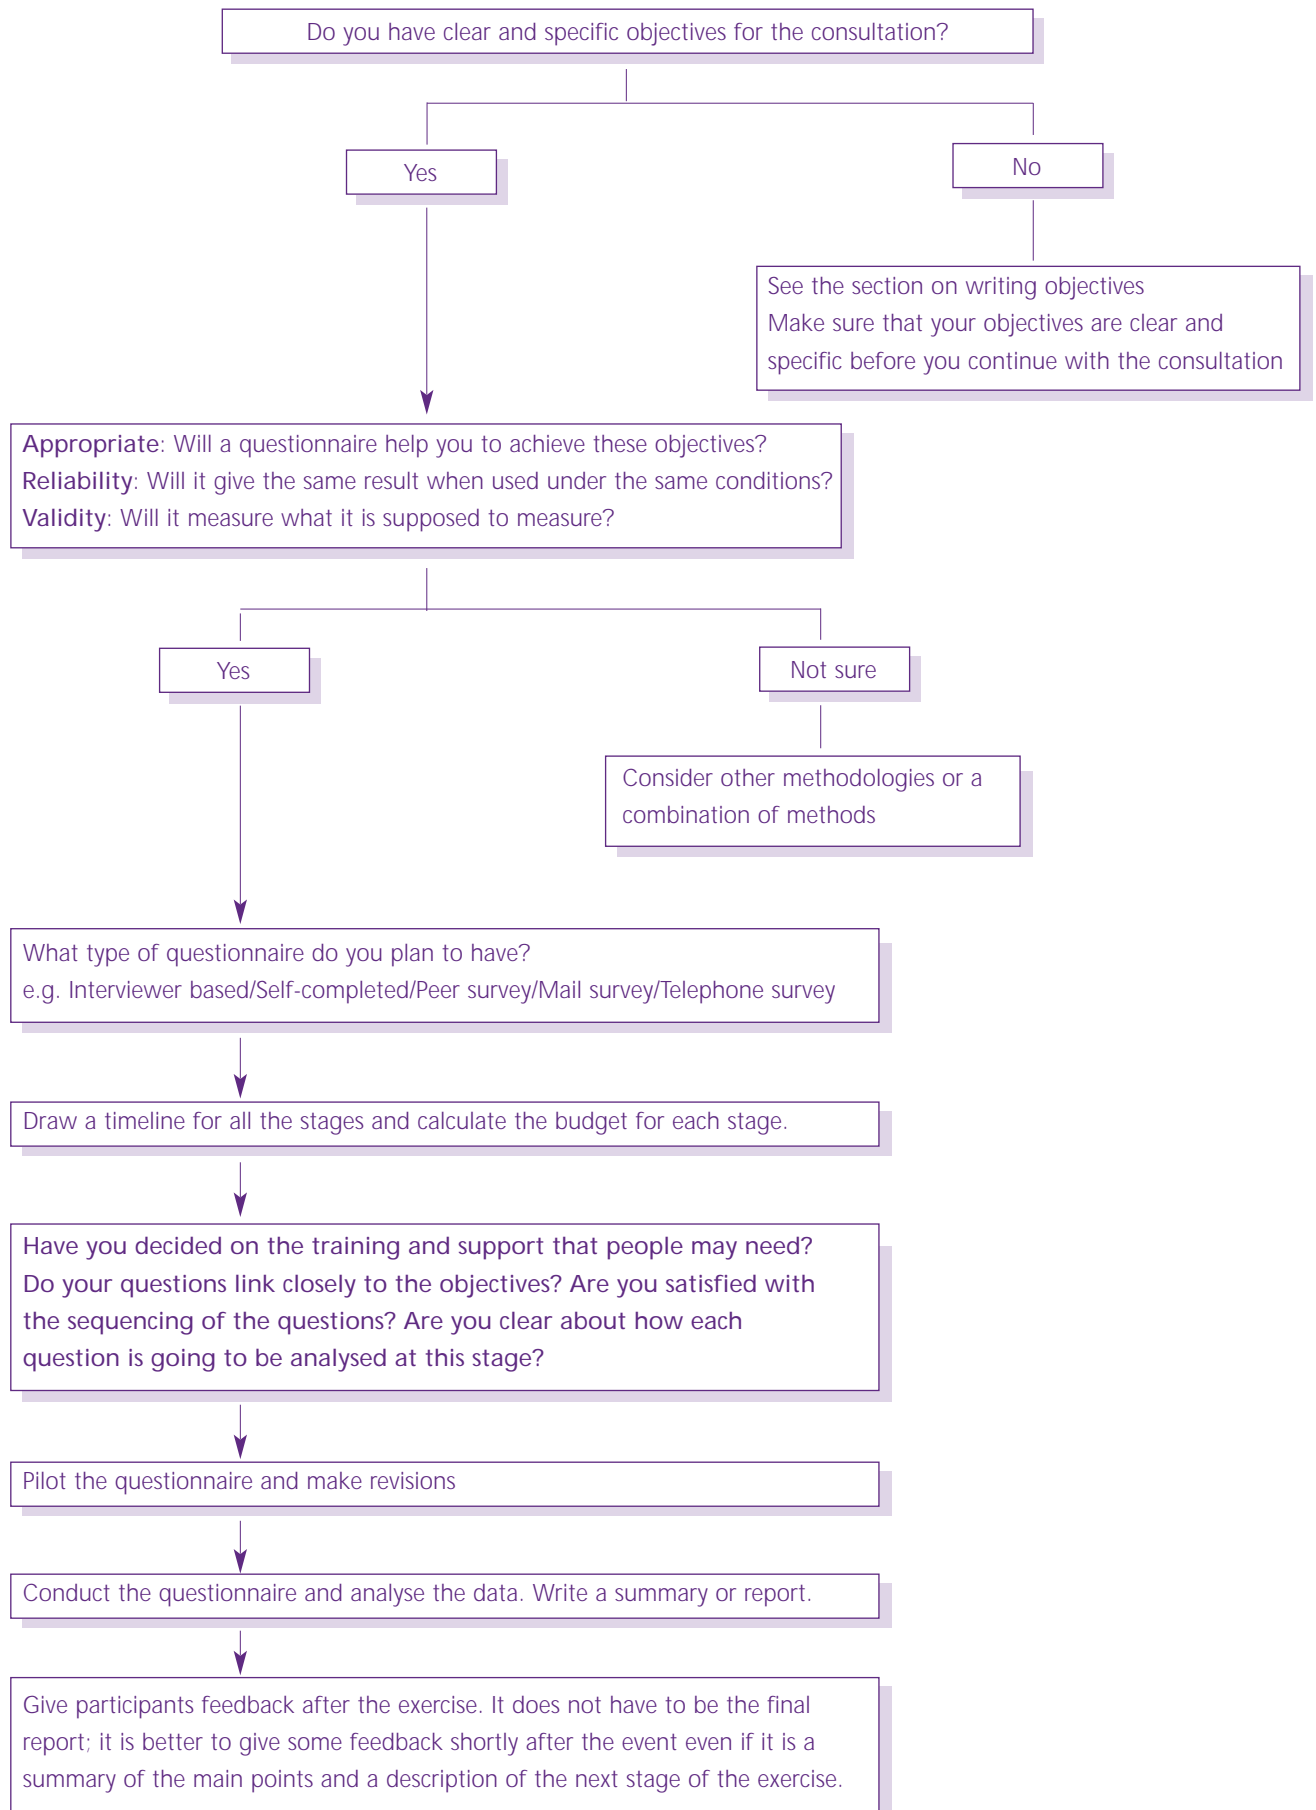 Do you have clear and specific objectives for the consultation?
Yes
No
See the section on writing objectives
Make sure that your objectives are clear and
specific before you continue with the consultation
Appropriate: Will a questionnaire help you to achieve these objectives?
Reliability: Will it give the same result when used under the same conditions?
Validity: Will it measure what it is supposed to measure?
Yes
Not sure
Consider other methodologies or a
combination of methods
What type of questionnaire do you plan to have?
e.g. Interviewer based/Self-completed/Peer survey/Mail survey/Telephone survey
Draw a timeline for all the stages and calculate the budget for each stage.
Have you decided on the training and support that people may need?
Do your questions link closely to the objectives? Are you satisfied with
the sequencing of the questions? Are you clear about how each
question is going to be analysed at this stage?
Pilot the questionnaire and make revisions
Conduct the questionnaire and analyse the data. Write a summary or report.
Give participants feedback after the exercise. It does not have to be the final
report; it is better to give some feedback shortly after the event even if it is a
summary of the main points and a description of the next stage of the exercise.